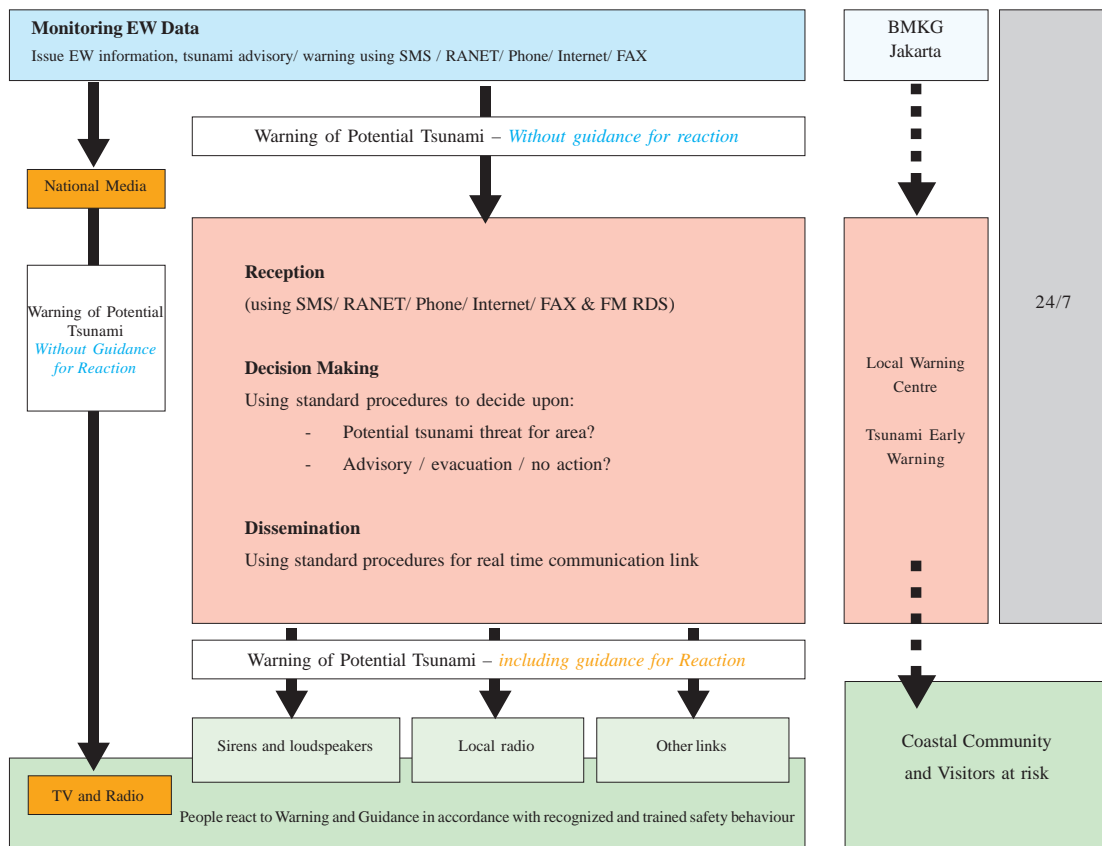 Monitoring EW Data
Issue EW information, tsunami advisory/ warning using SMS / RANET/ Phone/ Internet/ FAX
BMKG
Jakarta
Warning of Potential Tsunami – Without guidance for reaction
National Media
Warning of Potential
Tsunami
Without Guidance
for Reaction
Reception
(using SMS/ RANET/ Phone/ Internet/ FAX & FM RDS)
Decision Making
Using standard procedures to decide upon:
- Potential tsunami threat for area?
- Advisory / evacuation / no action?
Dissemination
Using standard procedures for real time communication link
Local Warning
Centre
Tsunami Early
Warning
24/7
Warning of Potential Tsunami – including guidance for Reaction
Sirens and loudspeakers
Local radio
Other links
TV and Radio
People react to Warning and Guidance in accordance with recognized and trained safety behaviour
Coastal Community
and Visitors at risk